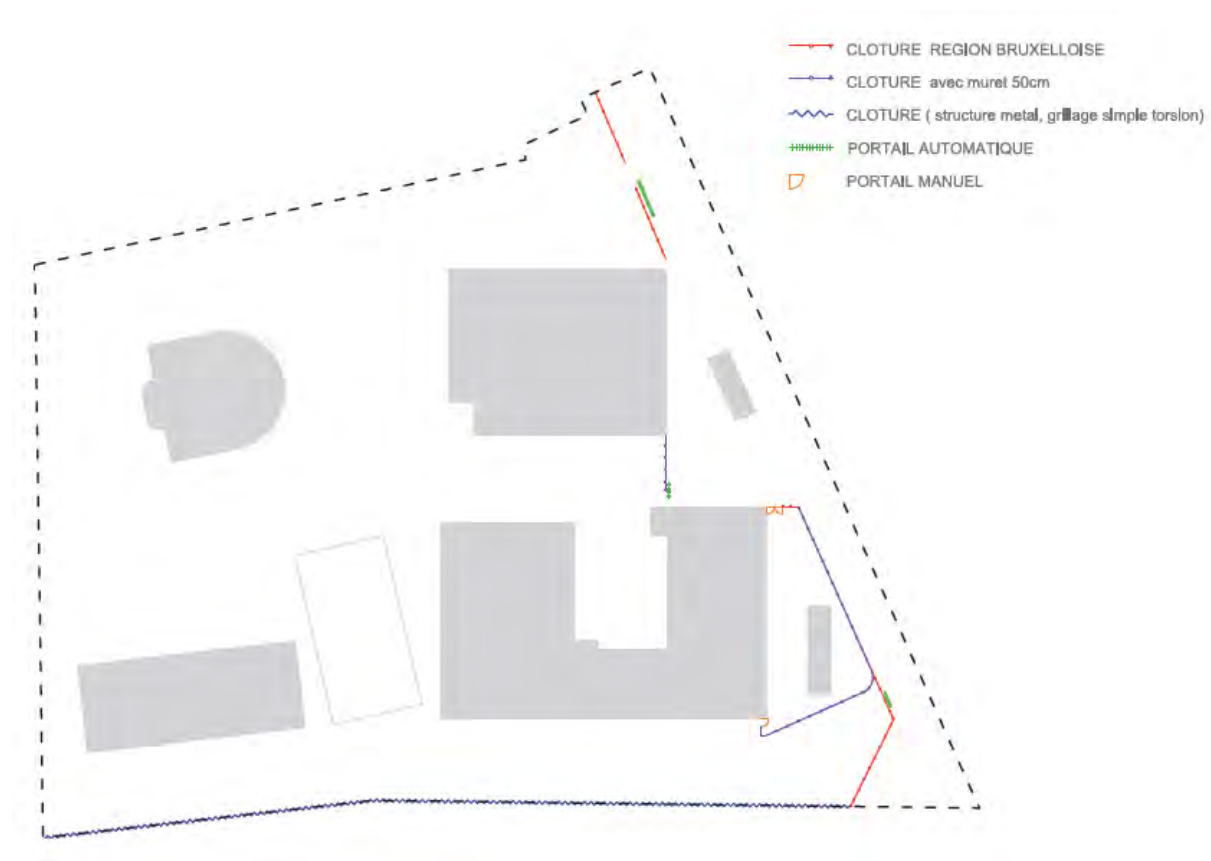 CLOTURE REGION BRUXELLOISE
CLOTURE avec muret 50cm
CLOTURE ( structure metal, grillage simple torsion)
PORTAIL AUTOMATIQUE
PORTAIL MANUEL